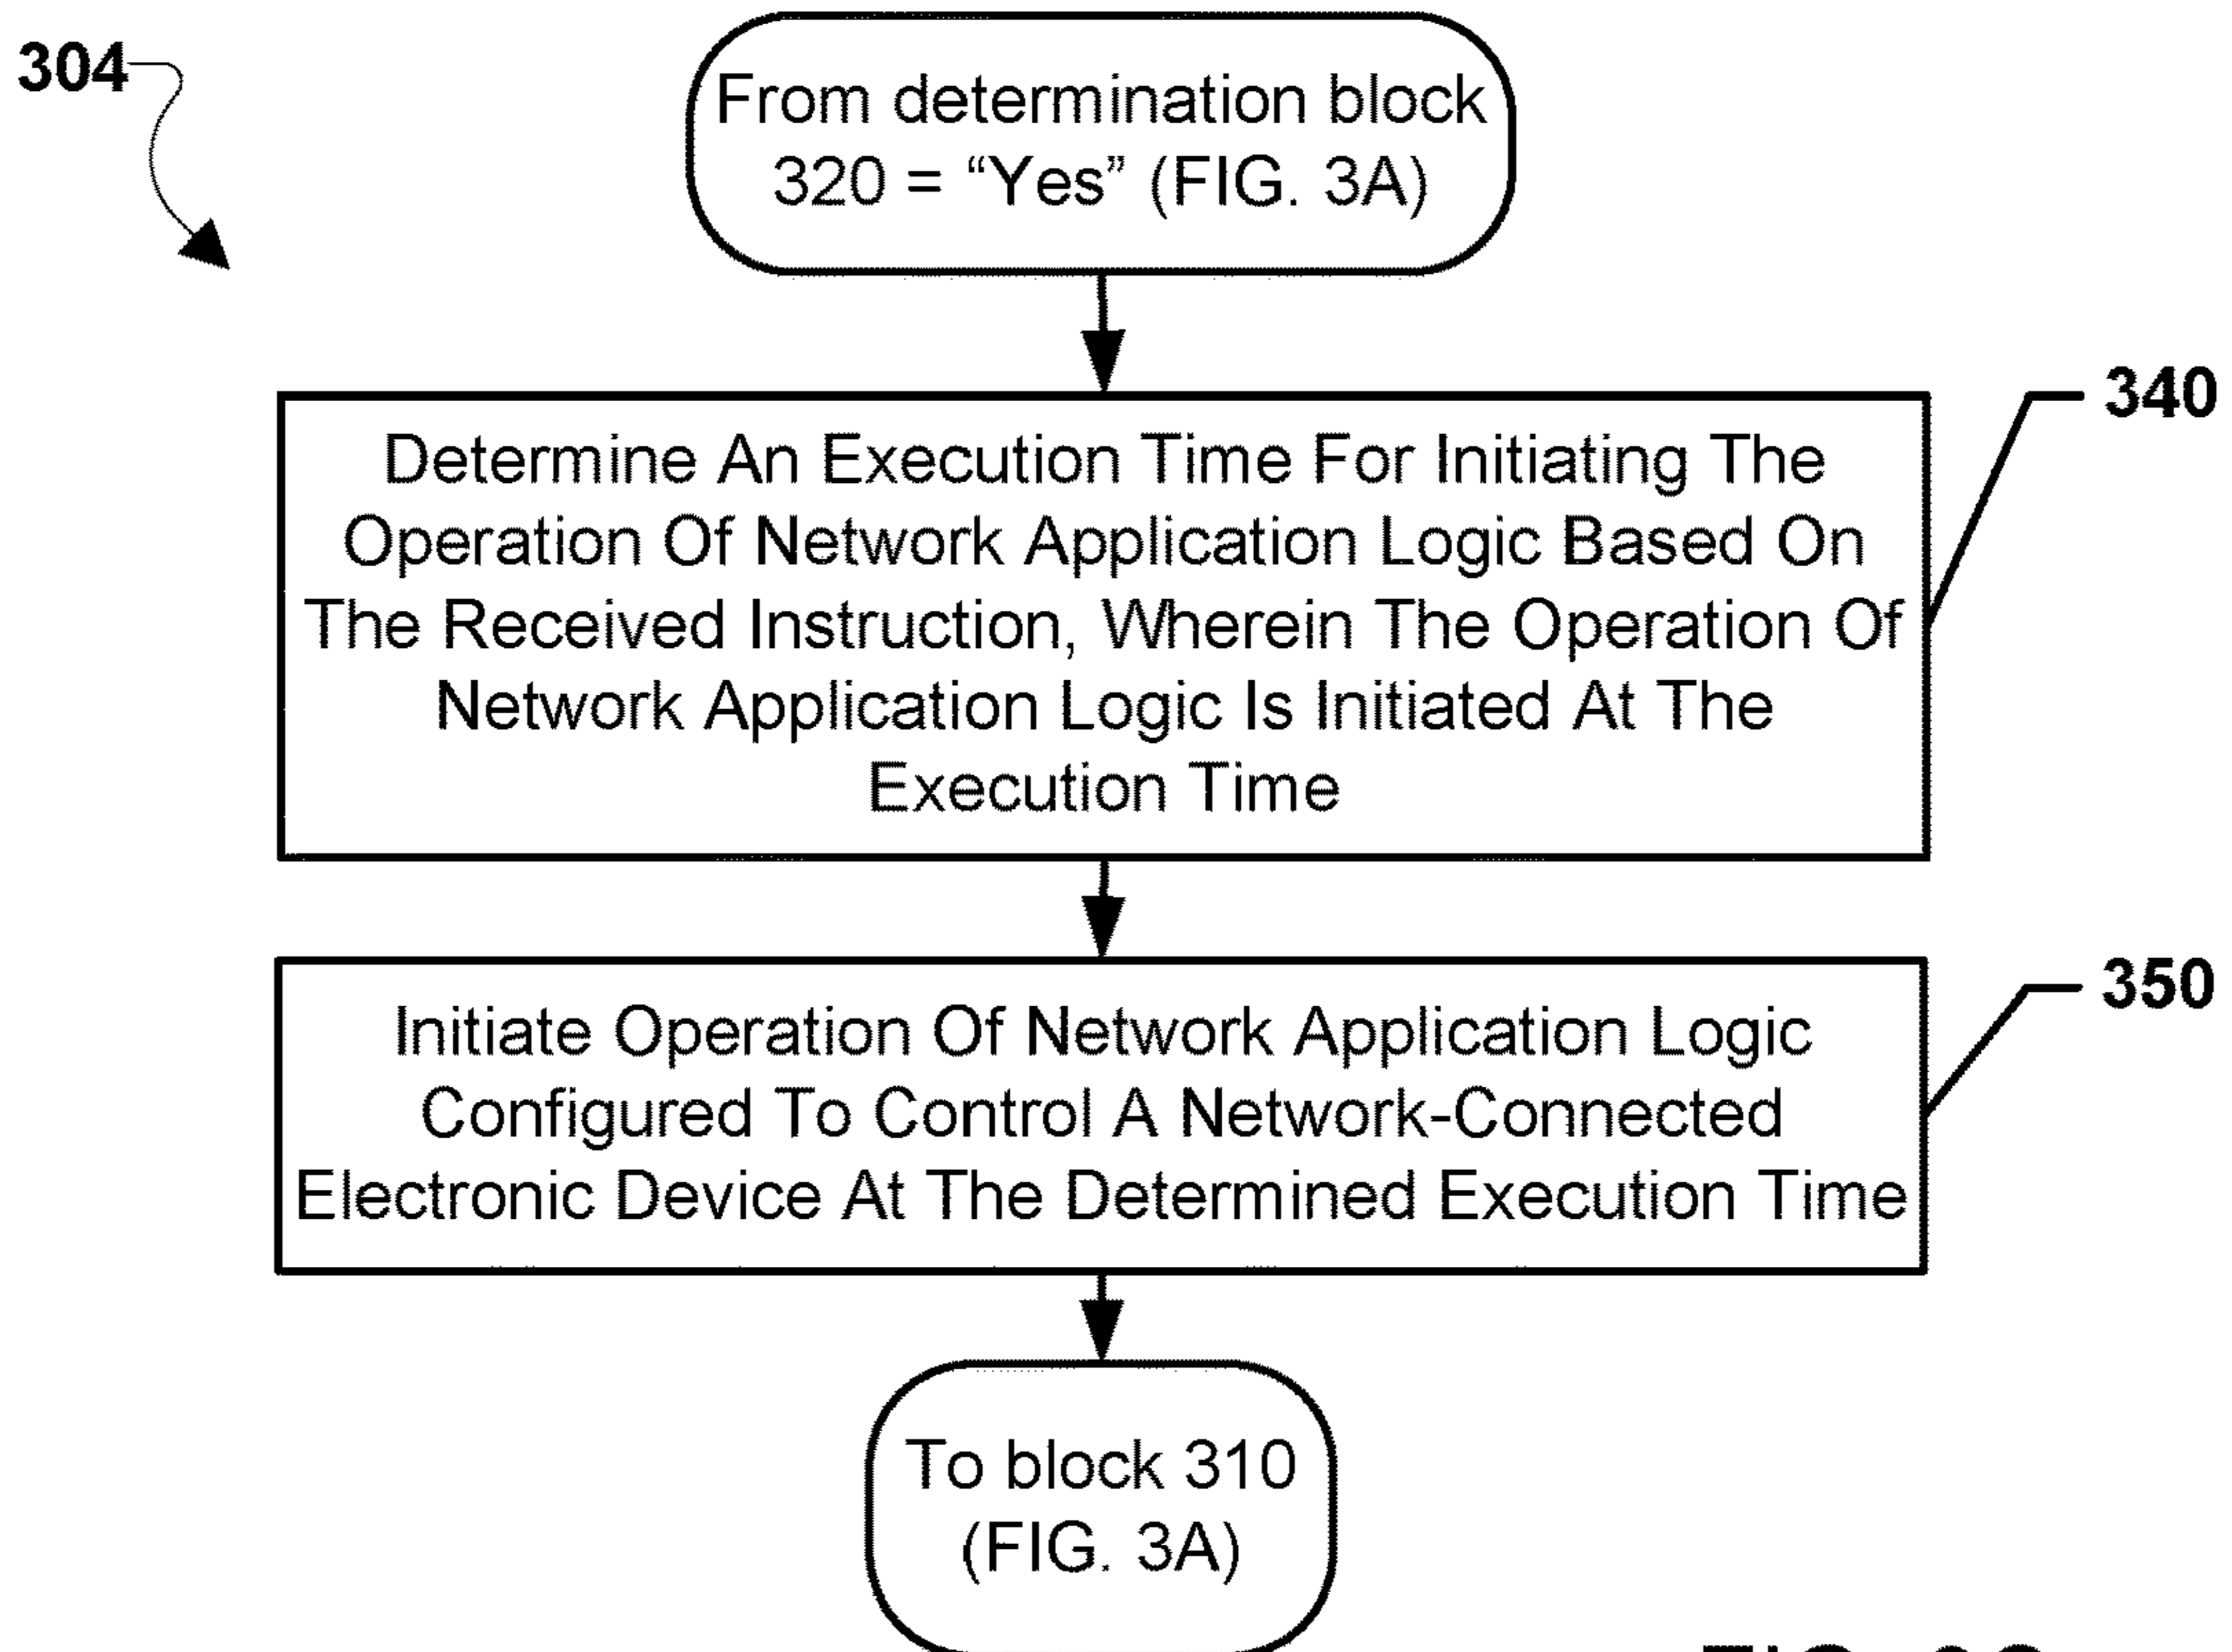 304
From determination block
320 = “Yes” (FIG. 3A)
340
Determine An Execution Time For Initiating The
Operation Of Network Application Logic Based On
The Received Instruction, Wherein The Operation Of
Network Application Logic Is Initiated At The
Execution Time
350
Initiate Operation Of Network Application Logic
Configured To Control A Network-Connected
Electronic Device At The Determined Execution Time
To block 310
(FIG. 3A)